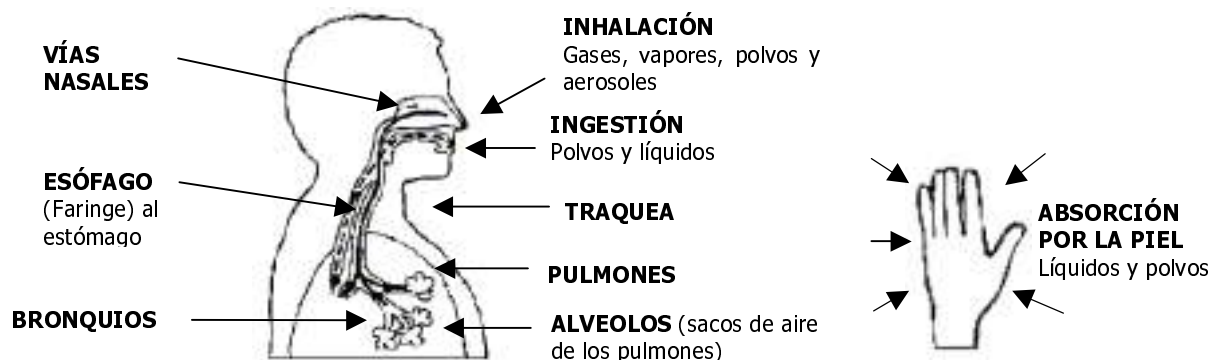 VÍAS
NASALES
INHALACIÓN
Gases, vapores, polvos y
aerosoles
INGESTIÓN
Polvos y líquidos
ESÓFAGO
(Faringe) al
estómago
TRAQUEA
PULMONES
BRONQUIOS
ALVEOLOS (sacos de aire
de los pulmones)
ABSORCIÓN
POR LA PIEL
Líquidos y polvos